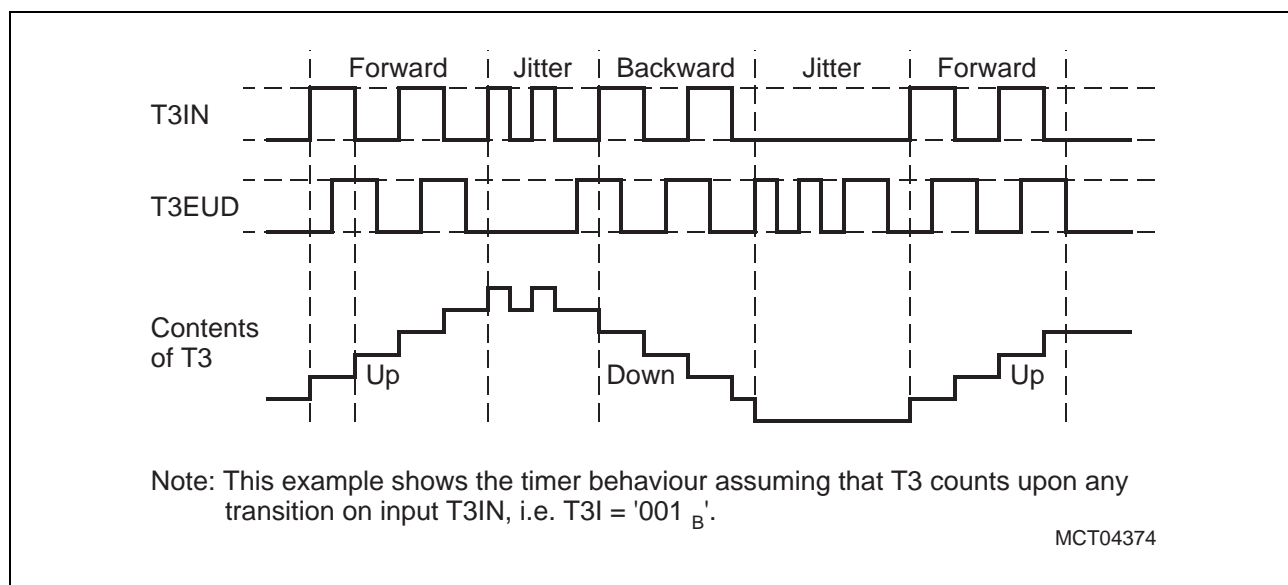 Forward Jitter Backward Jitter Forward
T3IN
T3EUD
Contents
of T3
Up Down Up
Note: This example shows the timer behaviour assuming that T3 counts upon any
transition on input T3IN, i.e. T3I = '001 B'.
MCT04374